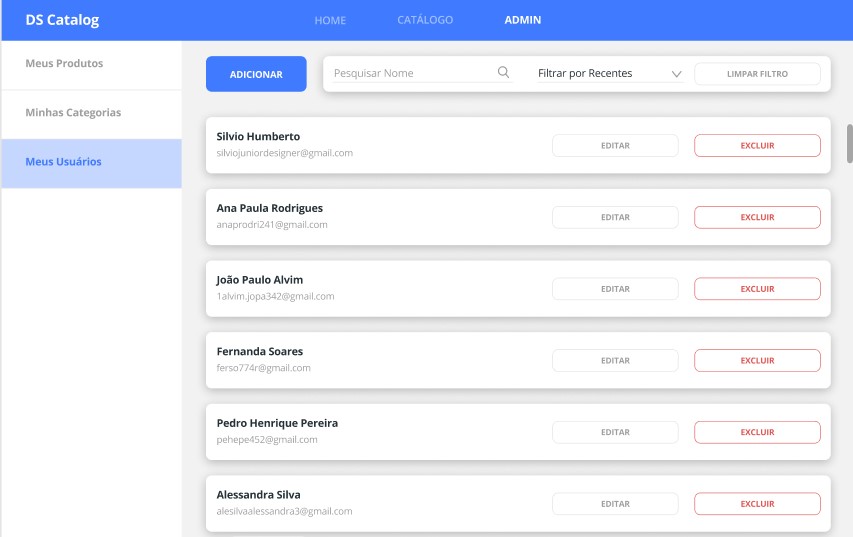 DS Catalog
HOME
CATÁLOGO
ADMIN
Meus Produtos
Minhas Categorias
Meus Usuários
ADICIONAR
Pesquisar Nome
Filtrar por Recentes
LIMPAR FILTRO
Silvio Humberto
silviojuniordesigner@gmail.com
EDITAR
EXCLUIR
Ana Paula Rodrigues
anaprodri241@gmail.com
EDITAR
EXCLUIR
João Paulo Alvim
1alvim.jopa342@gmail.com
EDITAR
EXCLUIR
Fernanda Soares
ferso774r@gmail.com
EDITAR
EXCLUIR
Pedro Henrique Pereira
pehepe452@gmail.com
EDITAR
EXCLUIR
Alessandra Silva
alesilvaalessandra3@gmail.com
EDITAR
EXCLUIR